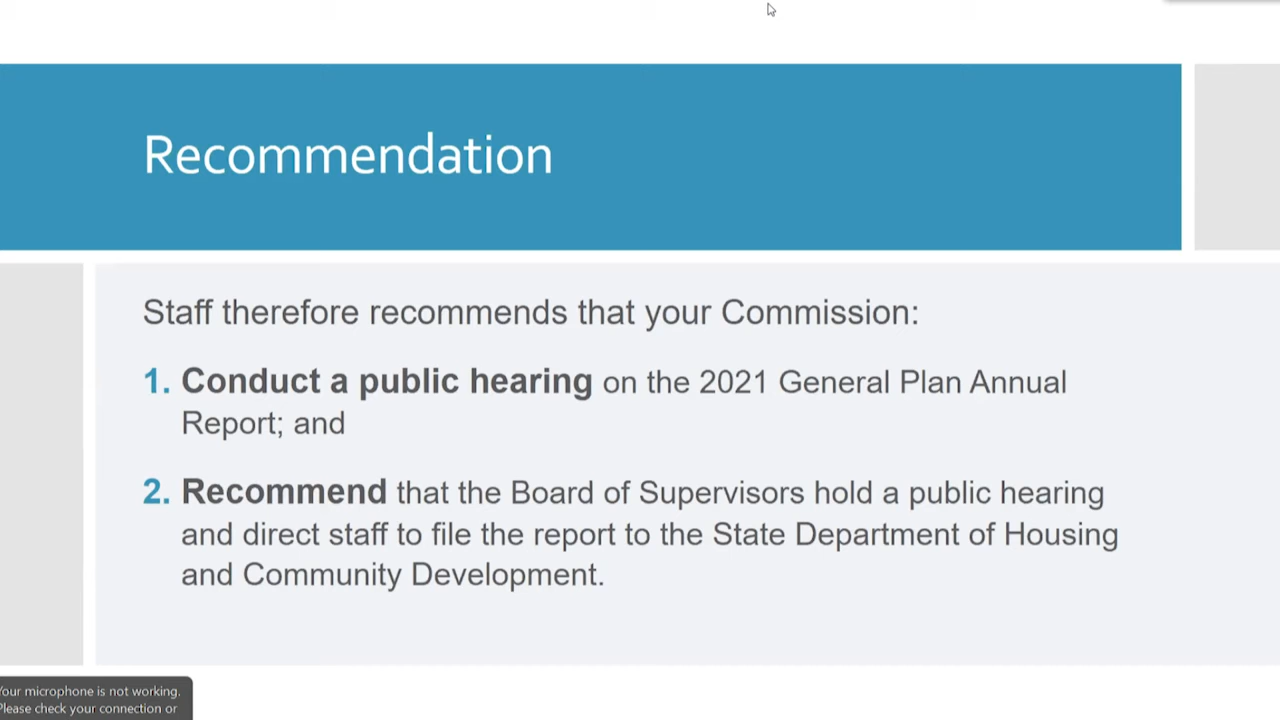 Recommendation
Staff therefore recommends that your Commission:
1. Conduct a public hearing on the 2021 General Plan Annual
Report; and
2. Recommend that the Board of Supervisors hold a public hearing
and direct staff to file the report to the State Department of Housing
and Community Development.
Your microphone is not working.
Please check your connection or